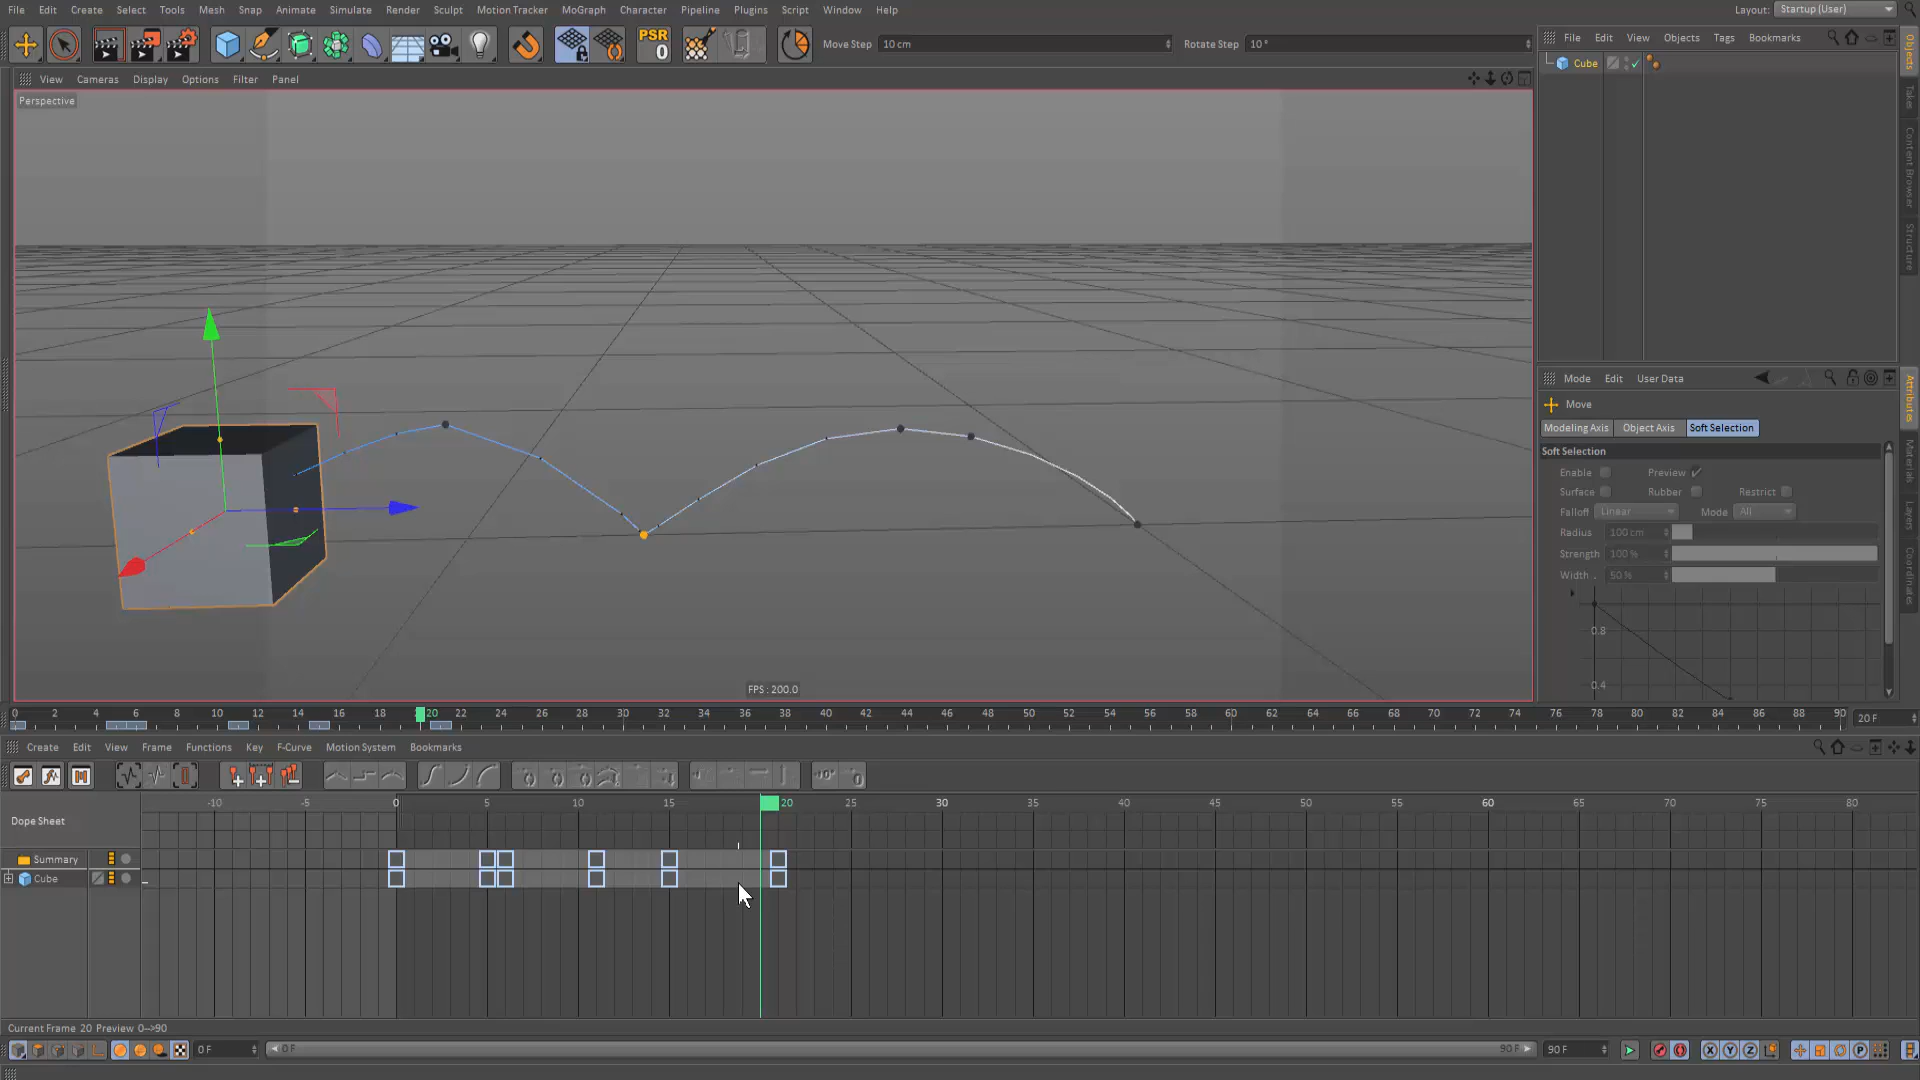 File Edit Create Select Tools Mesh Snap Animate Simulate Render Sculpt Motion Tracker MoGraph Character Pipeline Plugins Script Window Help Layout: Startup (User)
PSR
0
Move Step 10 cm Rotate Step 10 °
File Edit View Objects Tags Bookmarks
Objects
Takes
Content Browser
Structure
Cube
View Cameras Display Options Filter Panel
Perspective
FPS : 200.0
Mode Edit User Data
Attributes
Materials
Layers
Coordinates
Move
Modeling Axis Object Axis Soft Selection
Soft Selection
Enable Preview
Surface Rubber Restrict
Falloff Linear Mode All
Radius 100 cm
Strength 100 %
Width . 50 %
0.8
0.4
0 2 4 6 8 10 12 14 16 18 20 22 24 26 28 30 32 34 36 38 40 42 44 46 48 50 52 54 56 58 60 62 64 66 68 70 72 74 76 78 80 82 84 86 88 90 20 F
Create Edit View Frame Functions Key F-Curve Motion System Bookmarks
-10 -5 0 5 10 15 20 25 30 35 40 45 50 55 60 65 70 75 80
Dope Sheet
Summary
Cube
Current Frame 20 Preview 0-->90
0 F 0 F 90 F 90 F X Y Z P